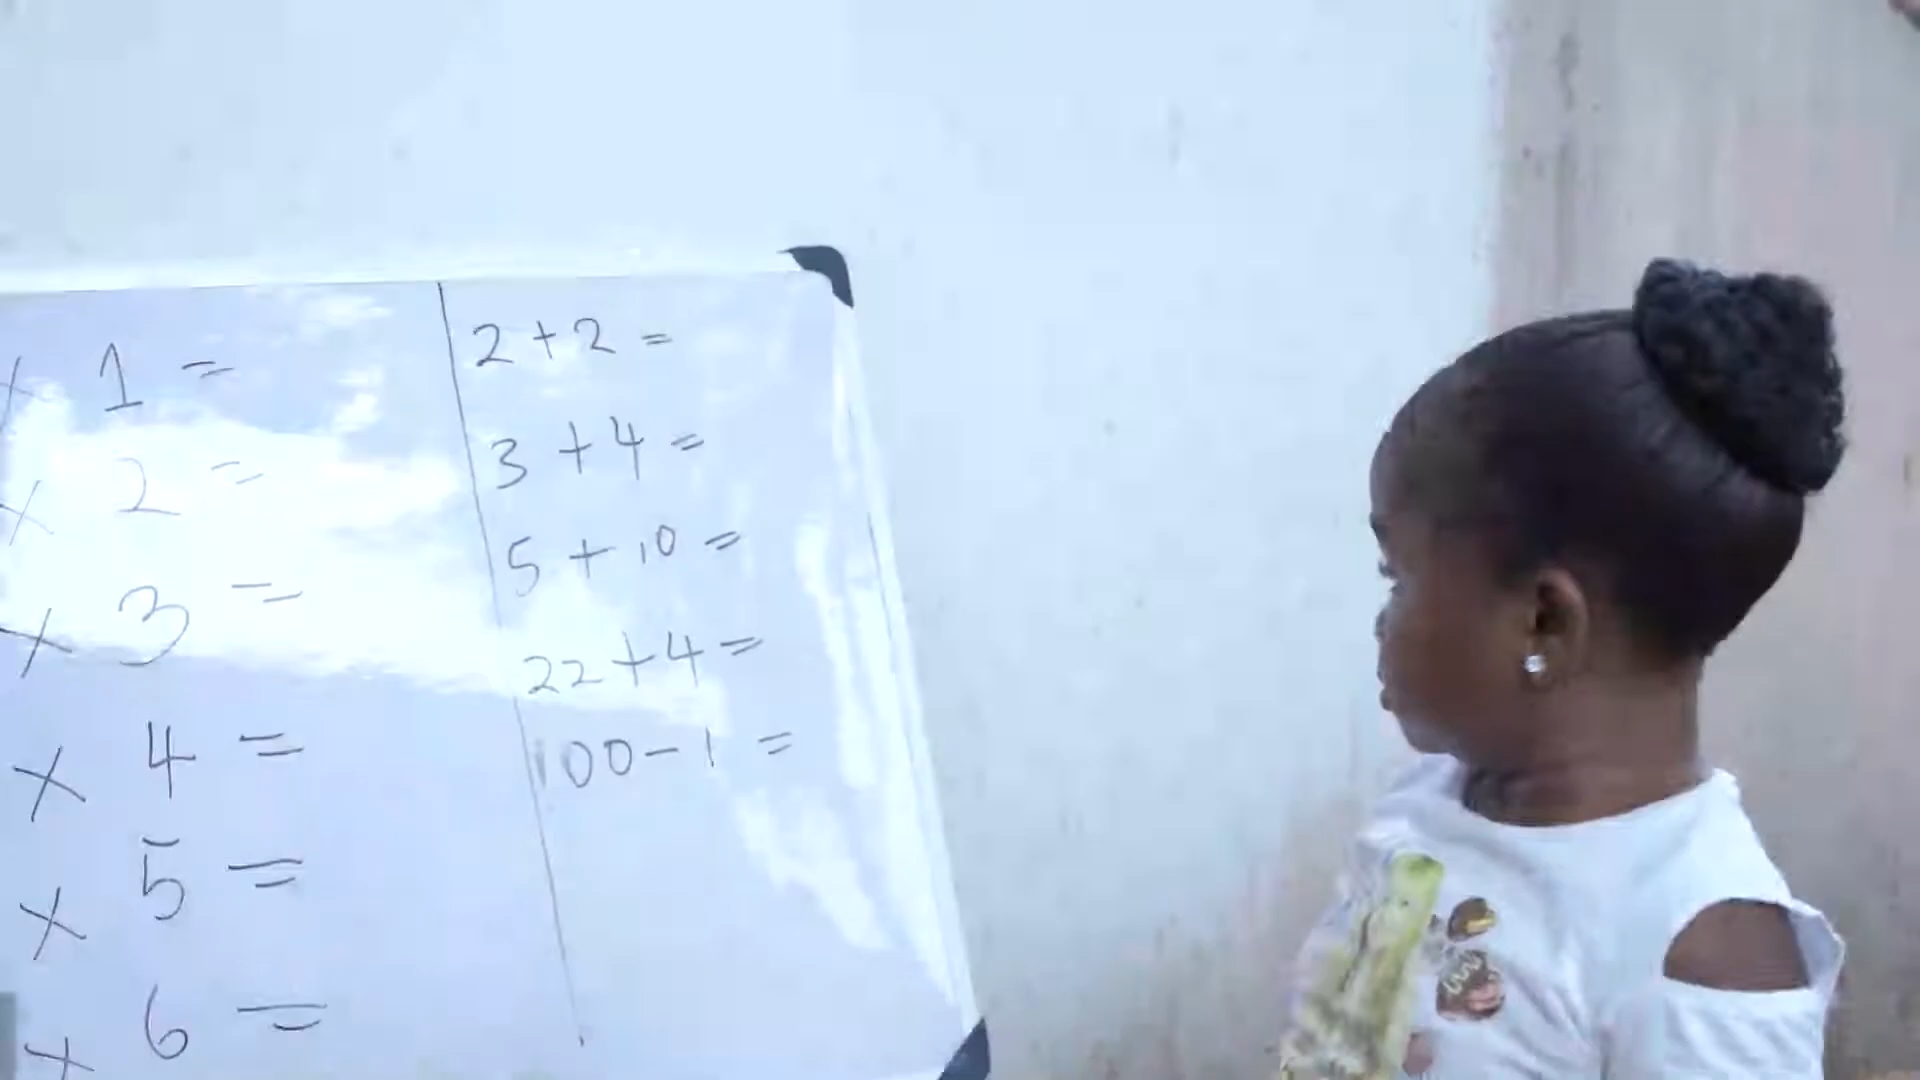 × 1 =
× 2 =
× 3 =
× 4 =
× 5 =
× 6 =
2 + 2 =
3 + 4 =
5 + 10 =
22 + 4 =
100 - 1 =